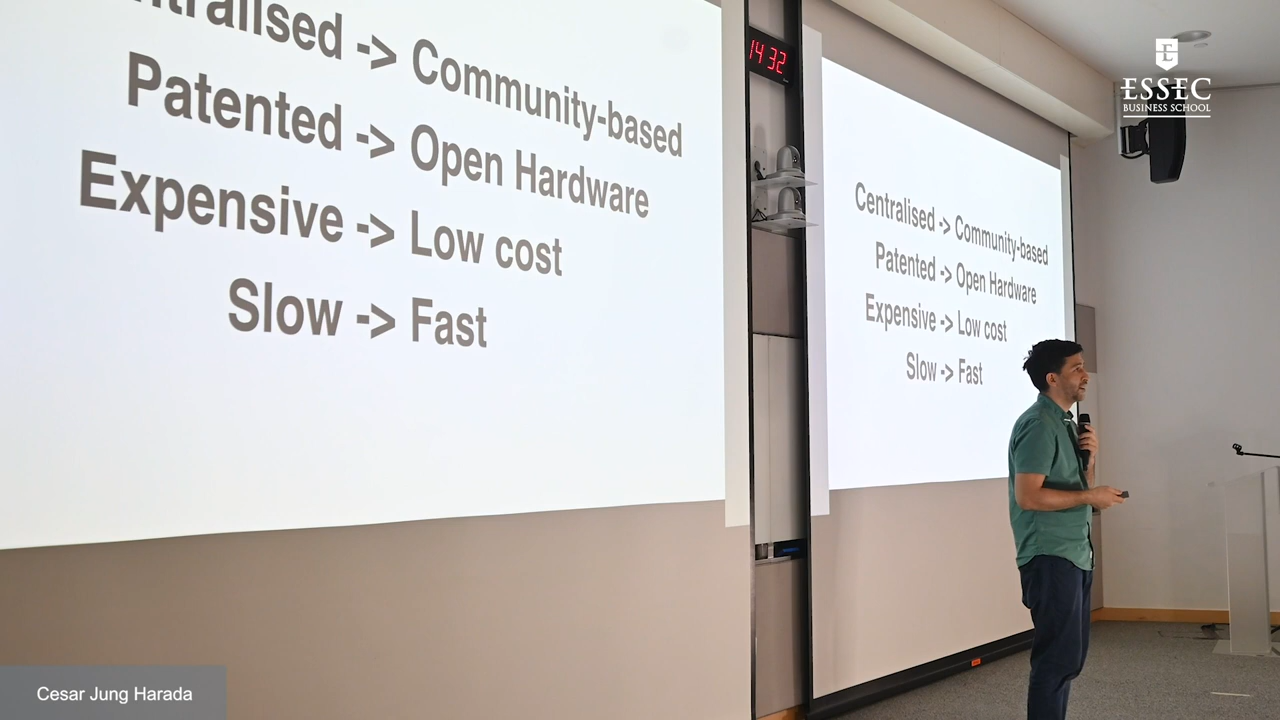 ntralised -> Community-based
Patented -> Open Hardware
Expensive -> Low cost
Slow -> Fast
14 32
Centralised -> Community-based
Patented -> Open Hardware
Expensive -> Low cost
Slow -> Fast
E
ESSEC
BUSINESS SCHOOL
Cesar Jung Harada